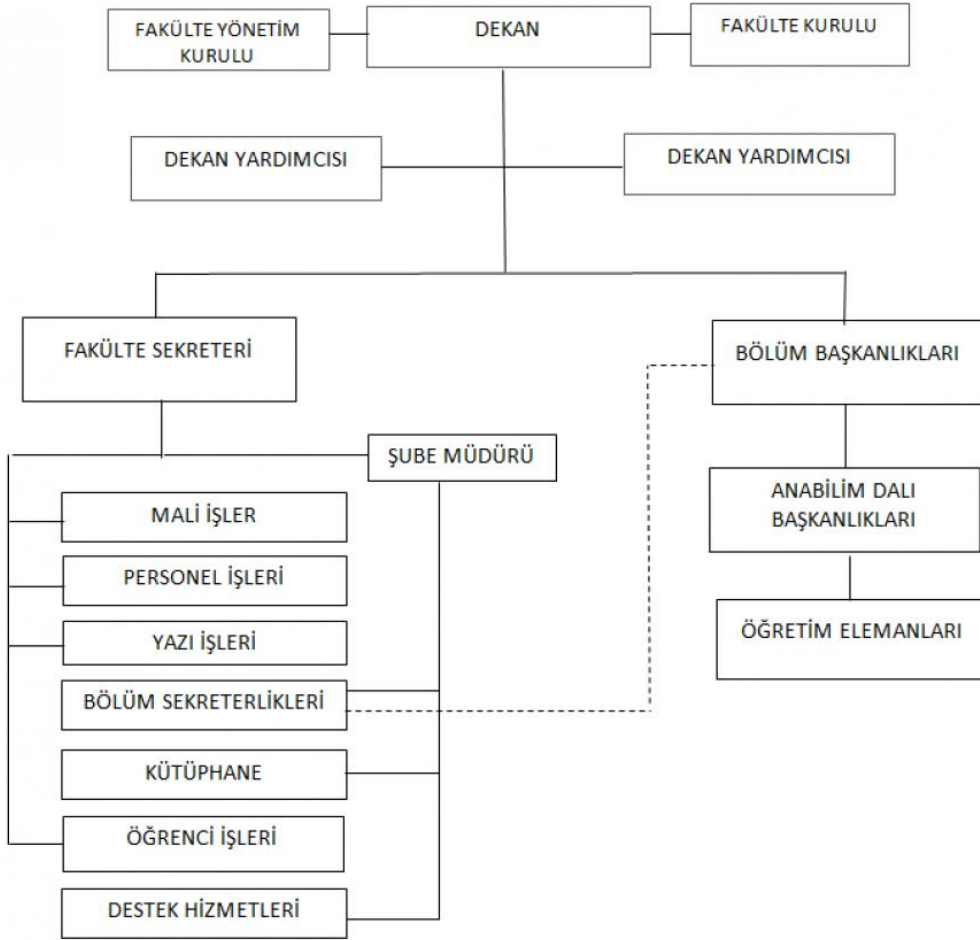 FAKÜLTE YÖNETİM
KURULU
DEKAN
FAKÜLTE KURULU
DEKAN YARDIMCISI
DEKAN YARDIMCISI
FAKÜLTE SEKRETERİ
BÖLÜM BAŞKANLIKLARI
ŞUBE MÜDÜRÜ
ANABİLİM DALI
BAŞKANLIKLARI
MALİ İŞLER
PERSONEL İŞLERİ
YAZI İŞLERİ
ÖĞRETİM ELEMANLARI
BÖLÜM SEKRETERLİKLERİ
KÜTÜPHANE
ÖĞRENCİ İŞLERİ
DESTEK HİZMETLERİ